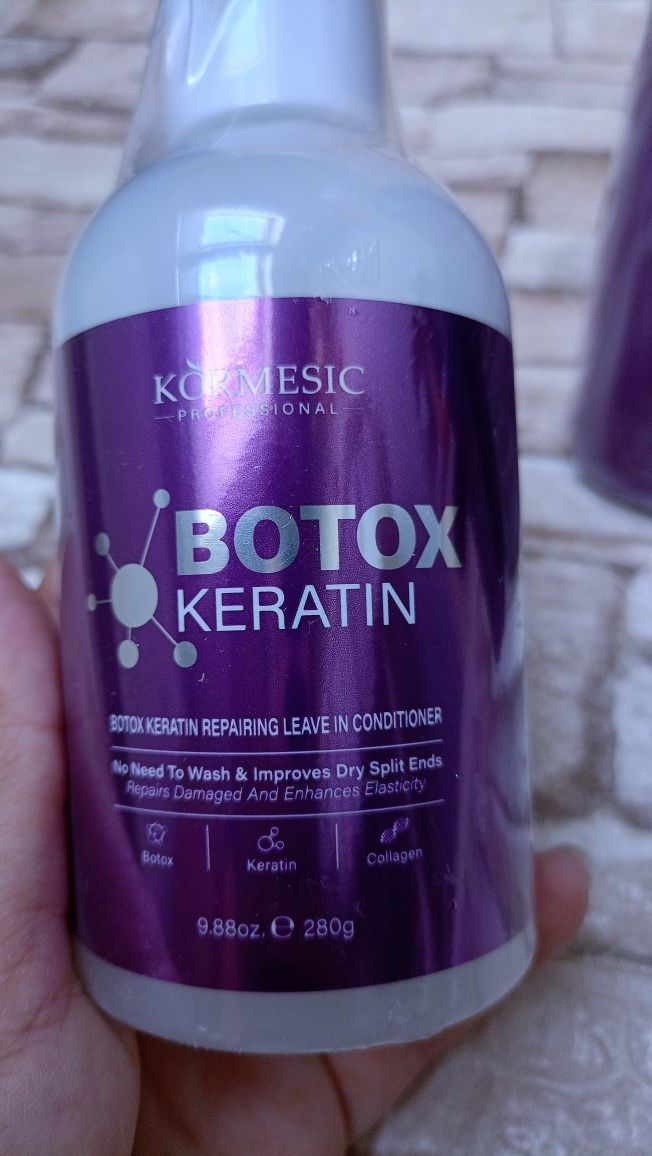 KÒRMESIC
PROFESSIONAL
BOTOX
KERATIN
BOTOX KERATIN REPAIRING LEAVE IN CONDITIONER
No Need To Wash & Improves Dry Split Ends
Repairs Damaged And Enhances Elasticity
Botox Keratin Collagen
9.88oz. ℮ 280g